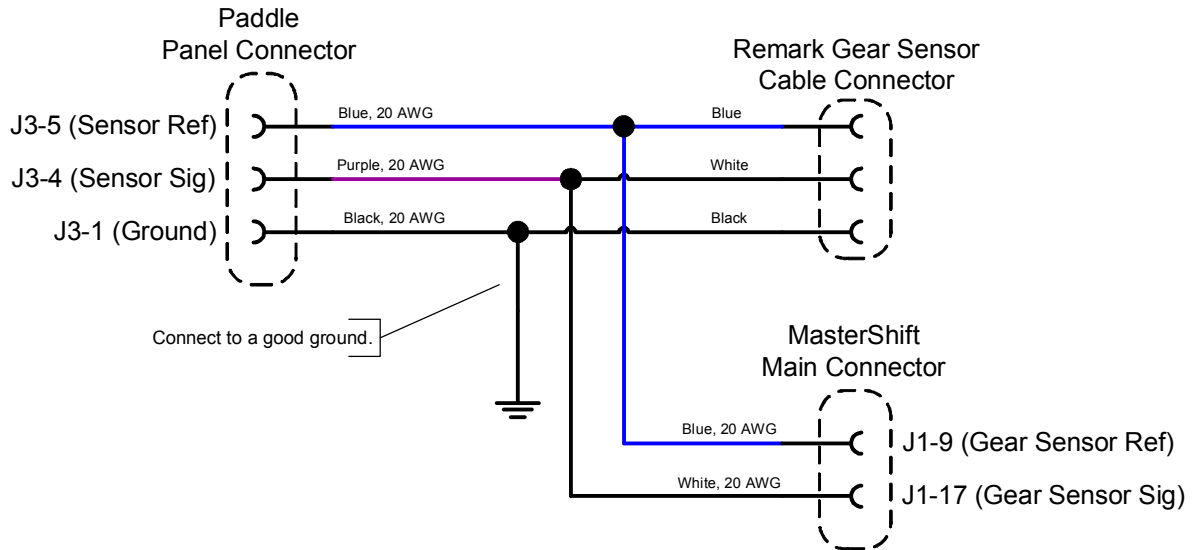 Paddle
Panel Connector
Remark Gear Sensor
Cable Connector
J3-5 (Sensor Ref)
Blue, 20 AWG
Blue
J3-4 (Sensor Sig)
Purple, 20 AWG
White
J3-1 (Ground)
Black, 20 AWG
Black
Connect to a good ground.
MasterShift
Main Connector
Blue, 20 AWG
J1-9 (Gear Sensor Ref)
White, 20 AWG
J1-17 (Gear Sensor Sig)